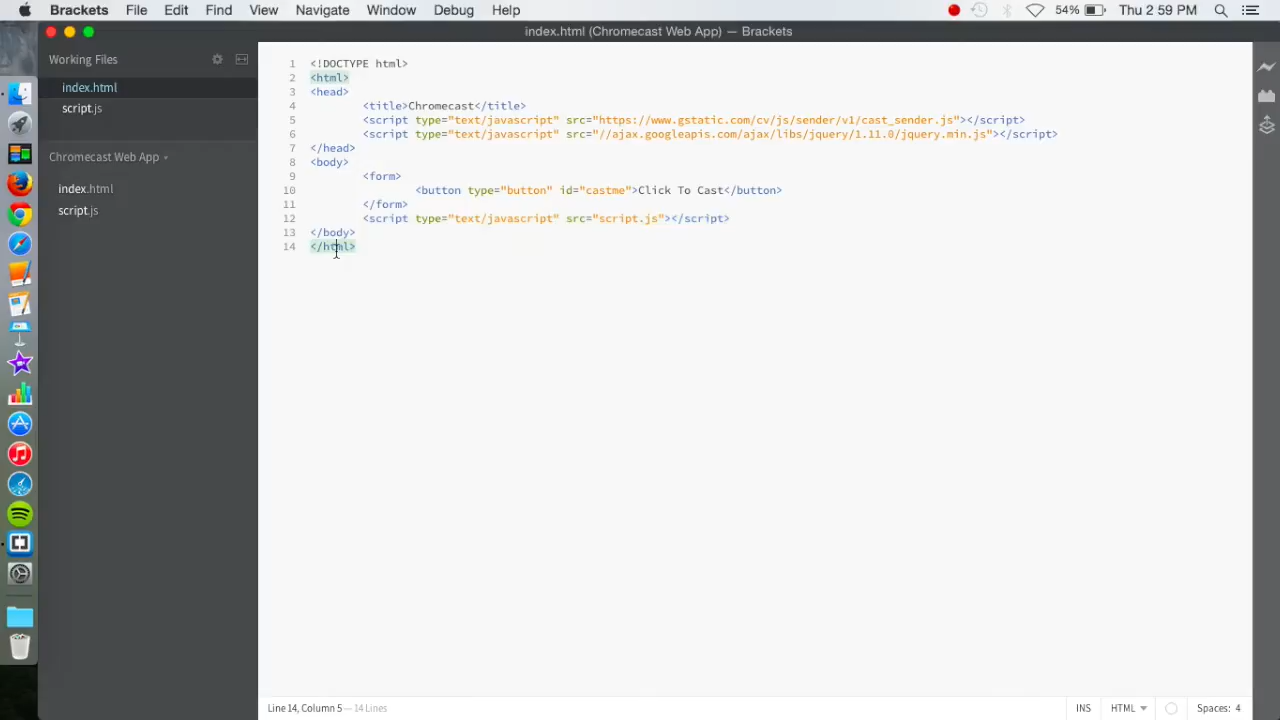 Brackets File Edit Find View Navigate Window Debug Help 54% Thu 2:59 PM
index.html (Chromecast Web App) — Brackets
Working Files
index.html
script.js
Chromecast Web App
index.html
script.js
1 <!DOCTYPE html>
2 <html>
3 <head>
4 <title>Chromecast</title>
5 <script type="text/javascript" src="https://www.gstatic.com/cv/js/sender/v1/cast_sender.js"></script>
6 <script type="text/javascript" src="//ajax.googleapis.com/ajax/libs/jquery/1.11.0/jquery.min.js"></script>
7 </head>
8 <body>
9 <form>
10 <button type="button" id="castme">Click To Cast</button>
11 </form>
12 <script type="text/javascript" src="script.js"></script>
13 </body>
14 </html>
Line 14, Column 5 — 14 Lines INS HTML Spaces: 4